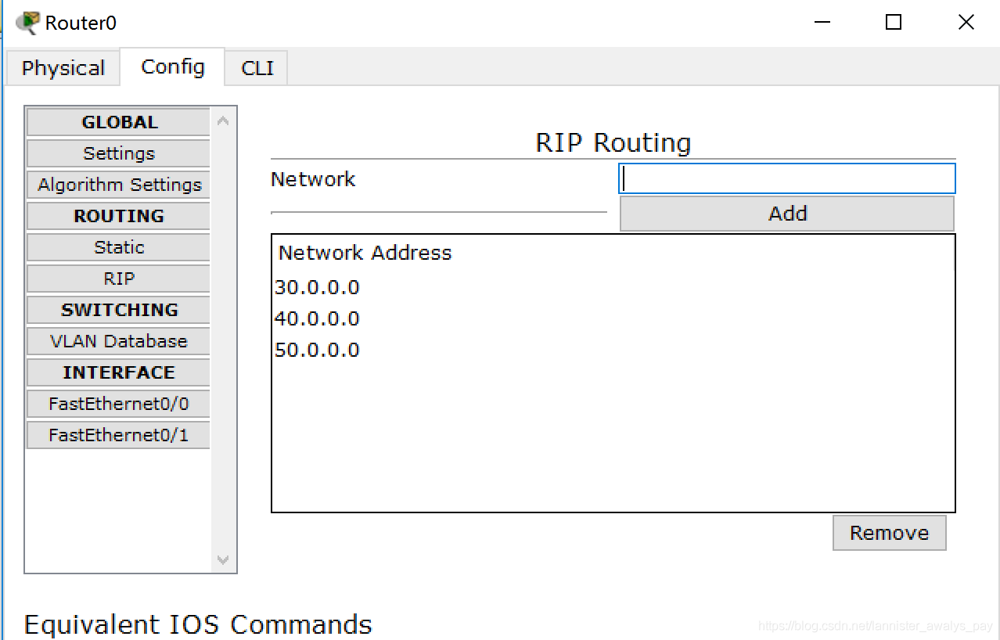 Router0
Physical Config CLI
GLOBAL
Settings
Algorithm Settings
ROUTING
Static
RIP
SWITCHING
VLAN Database
INTERFACE
FastEthernet0/0
FastEthernet0/1
RIP Routing
Network
Add
Network Address
30.0.0.0
40.0.0.0
50.0.0.0
Remove
Equivalent IOS Commands
https://blog.csdn.net/lannister_awalys_pay